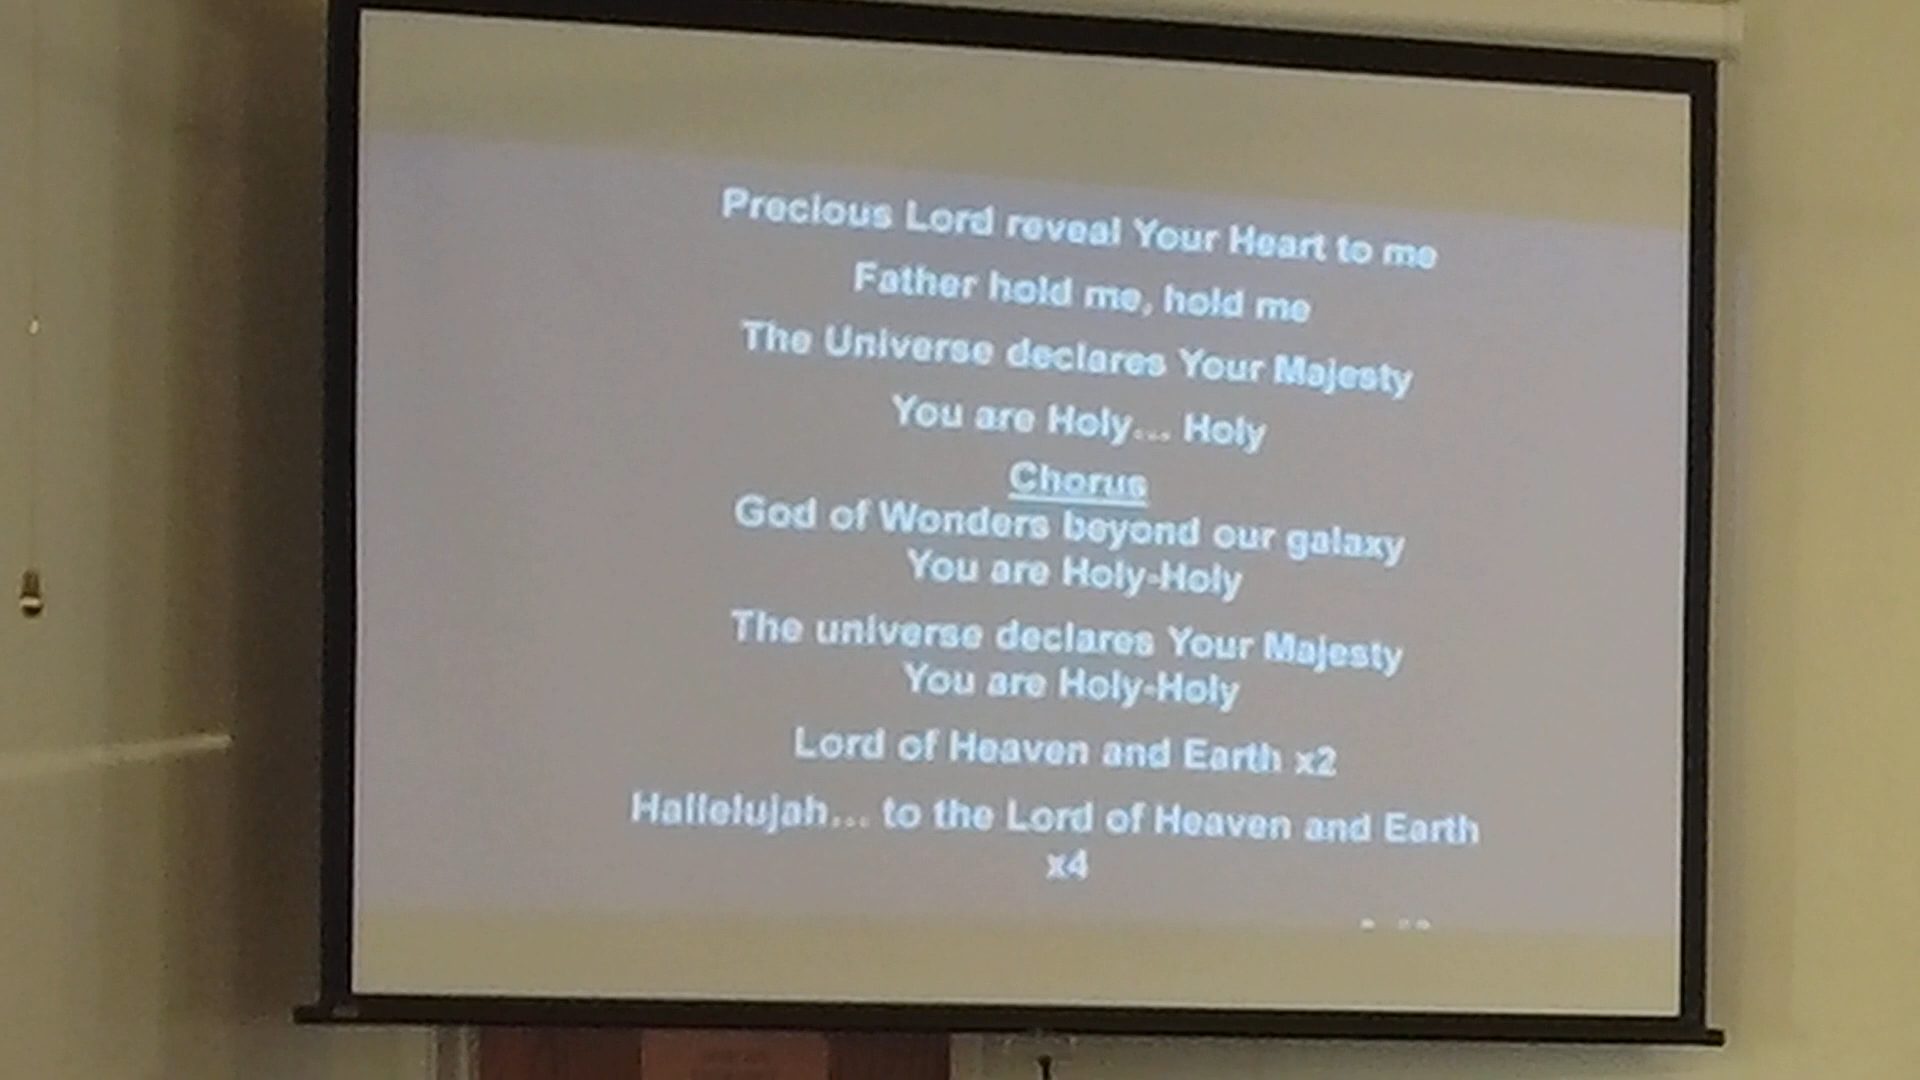 Precious Lord reveal Your Heart to me
Father hold me, hold me
The Universe declares Your Majesty
You are Holy... Holy
Chorus
God of Wonders beyond our galaxy
You are Holy-Holy
The universe declares Your Majesty
You are Holy-Holy
Lord of Heaven and Earth x2
Hallelujah... to the Lord of Heaven and Earth
x4